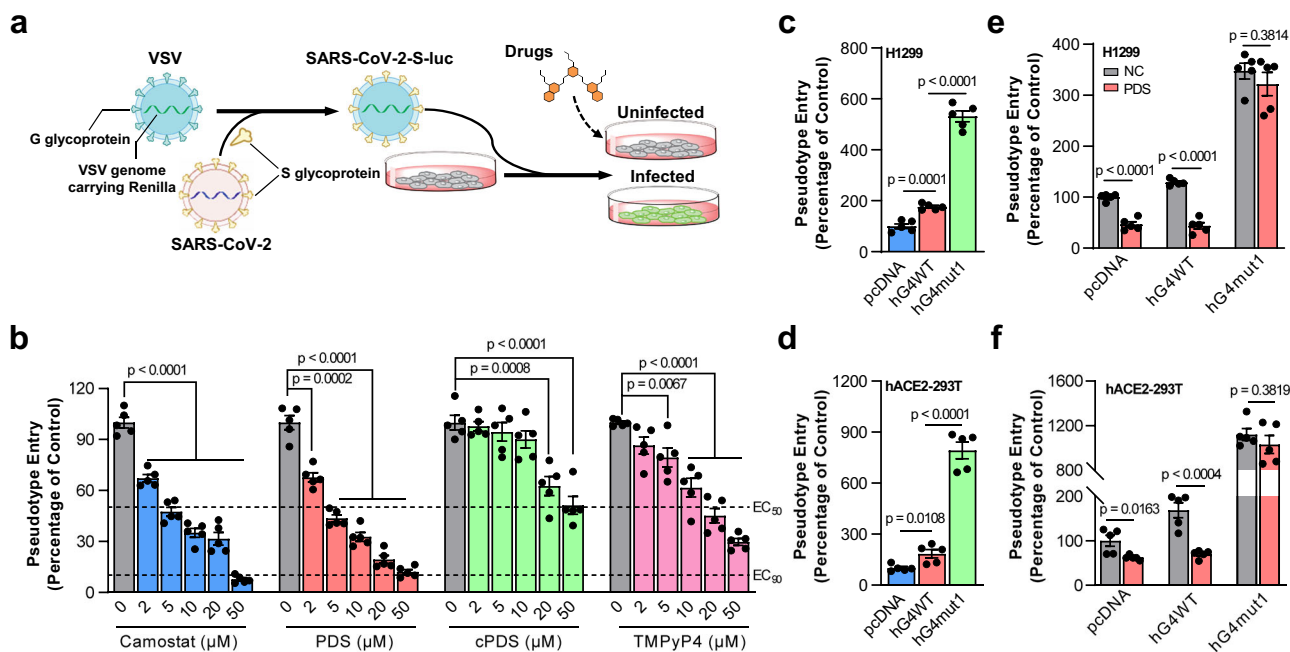 a
VSV
SARS-CoV-2-S-luc
Drugs
Uninfected
G glycoprotein
VSV genome
carrying Renilla
S glycoprotein
Infected
SARS-CoV-2
b
Pseudotype Entry
(Percentage of Control)
120
90
60
30
0
p < 0.0001
p < 0.0001
p = 0.0002
p < 0.0001
p = 0.0008
p < 0.0001
p = 0.0067
EC50
EC90
0 2 5 10 20 50
0 2 5 10 20 50
0 2 5 10 20 50
0 2 5 10 20 50
Camostat (μM)
PDS (μM)
cPDS (μM)
TMPyP4 (μM)
c
H1299
Pseudotype Entry
(Percentage of Control)
800
600
400
200
0
p < 0.0001
p = 0.0001
pcDNA
hG4WT
hG4mut1
d
hACE2-293T
Pseudotype Entry
(Percentage of Control)
1200
900
600
300
0
p < 0.0001
p = 0.0108
pcDNA
hG4WT
hG4mut1
e
H1299
NC
PDS
Pseudotype Entry
(Percentage of Control)
400
300
200
100
0
p = 0.3814
p < 0.0001
p < 0.0001
pcDNA
hG4WT
hG4mut1
f
hACE2-293T
Pseudotype Entry
(Percentage of Control)
1600
1200
800
200
100
0
p = 0.3819
p < 0.0004
p = 0.0163
pcDNA
hG4WT
hG4mut1